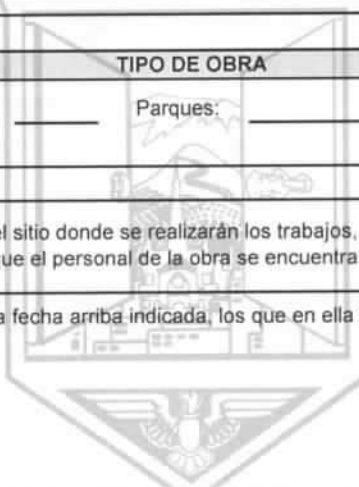 TIPO DE OBRA
Parques:
el sitio donde se realizarán los trabajos,
que el personal de la obra se encuentra
a fecha arriba indicada, los que en ella